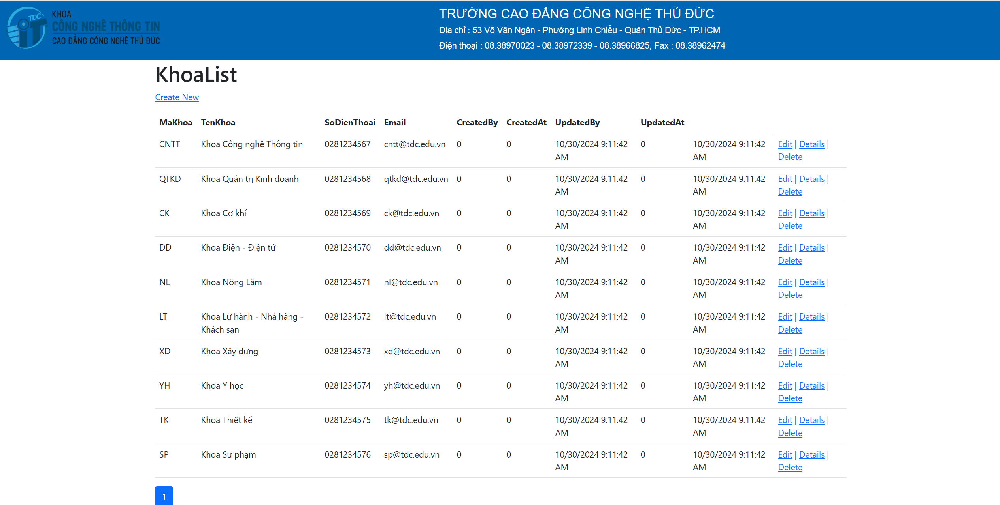 TDC
IT
KHOA
CÔNG NGHỆ THÔNG TIN
CAO ĐẲNG CÔNG NGHỆ THỦ ĐỨC
TRƯỜNG CAO ĐẲNG CÔNG NGHỆ THỦ ĐỨC
Địa chỉ : 53 Võ Văn Ngân - Phường Linh Chiểu - Quận Thủ Đức - TP.HCM
Điện thoại : 08.38970023 - 08.38972339 - 08.38966825, Fax : 08.38962474
KhoaList
Create New
MaKhoa TenKhoa SoDienThoai Email CreatedBy CreatedAt UpdatedBy UpdatedAt
CNTT Khoa Công nghệ Thông tin 0281234567 cntt@tdc.edu.vn 0 0 10/30/2024 9:11:42 0 10/30/2024 9:11:42 Edit | Details |
AM AM Delete
QTKD Khoa Quản trị Kinh doanh 0281234568 qtkd@tdc.edu.vn 0 0 10/30/2024 9:11:42 0 10/30/2024 9:11:42 Edit | Details |
AM AM Delete
CK Khoa Cơ khí 0281234569 ck@tdc.edu.vn 0 0 10/30/2024 9:11:42 0 10/30/2024 9:11:42 Edit | Details |
AM AM Delete
DD Khoa Điện - Điện tử 0281234570 dd@tdc.edu.vn 0 0 10/30/2024 9:11:42 0 10/30/2024 9:11:42 Edit | Details |
AM AM Delete
NL Khoa Nông Lâm 0281234571 nl@tdc.edu.vn 0 0 10/30/2024 9:11:42 0 10/30/2024 9:11:42 Edit | Details |
AM AM Delete
LT Khoa Lữ hành - Nhà hàng - 0281234572 lt@tdc.edu.vn 0 0 10/30/2024 9:11:42 0 10/30/2024 9:11:42 Edit | Details |
Khách sạn AM AM Delete
XD Khoa Xây dựng 0281234573 xd@tdc.edu.vn 0 0 10/30/2024 9:11:42 0 10/30/2024 9:11:42 Edit | Details |
AM AM Delete
YH Khoa Y học 0281234574 yh@tdc.edu.vn 0 0 10/30/2024 9:11:42 0 10/30/2024 9:11:42 Edit | Details |
AM AM Delete
TK Khoa Thiết kế 0281234575 tk@tdc.edu.vn 0 0 10/30/2024 9:11:42 0 10/30/2024 9:11:42 Edit | Details |
AM AM Delete
SP Khoa Sư phạm 0281234576 sp@tdc.edu.vn 0 0 10/30/2024 9:11:42 0 10/30/2024 9:11:42 Edit | Details |
AM AM Delete
1